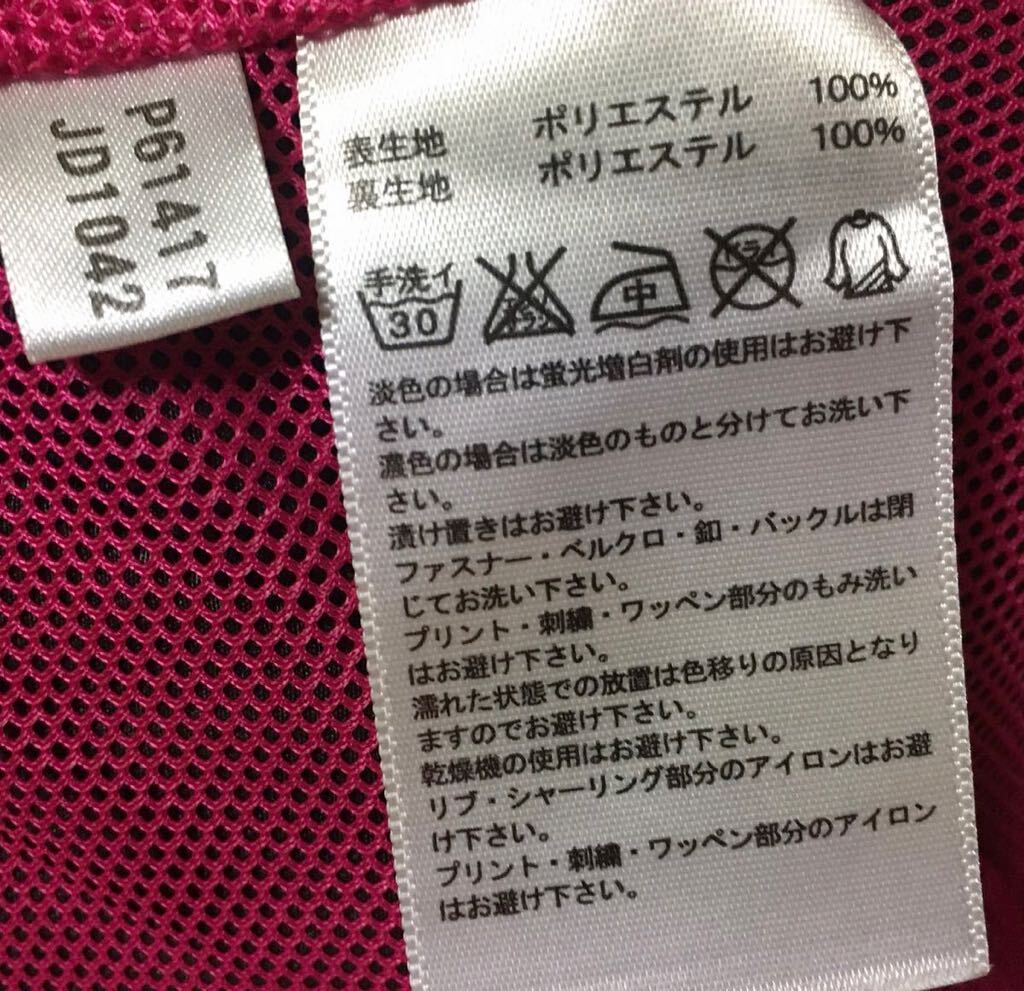 P61417
JD1042
表生地 ポリエステル 100%
裏生地 ポリエステル 100%
手洗イ
30
エンソサラシ
中
ドライ
淡色の場合は蛍光増白剤の使用はお避け下
さい。
濃色の場合は淡色のものと分けてお洗い下
さい。
漬け置きはお避け下さい。
ファスナー・ベルクロ・釦・バックルは閉
じてお洗い下さい。
プリント・刺繍・ワッペン部分のもみ洗い
はお避け下さい。
濡れた状態での放置は色移りの原因となり
ますのでお避け下さい。
乾燥機の使用はお避け下さい。
リブ・シャーリング部分のアイロンはお避
け下さい。
プリント・刺繍・ワッペン部分のアイロン
はお避け下さい。